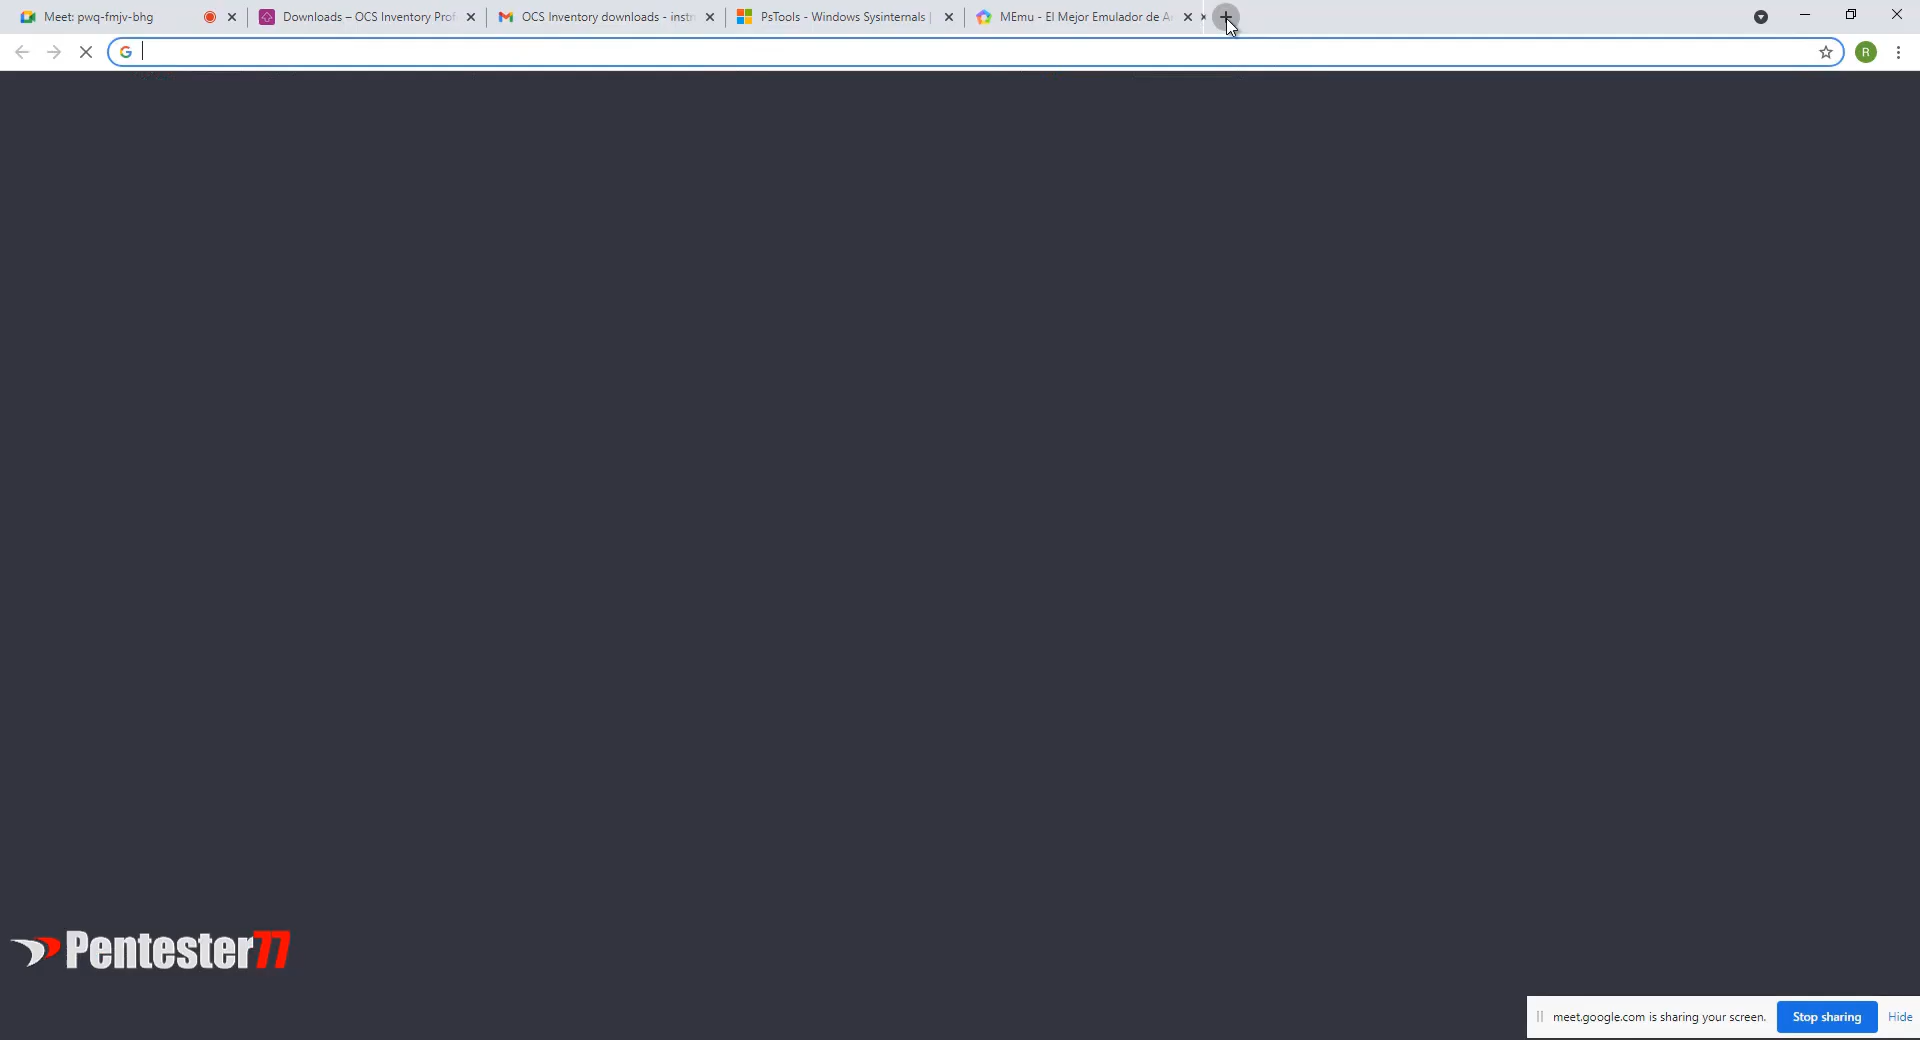 Meet: pwq-fmjv-bhg
Downloads – OCS Inventory Prof
OCS Inventory downloads - instr
PsTools - Windows Sysinternals |
MEmu - El Mejor Emulador de A
R
Pentester77
meet.google.com is sharing your screen.
Stop sharing
Hide